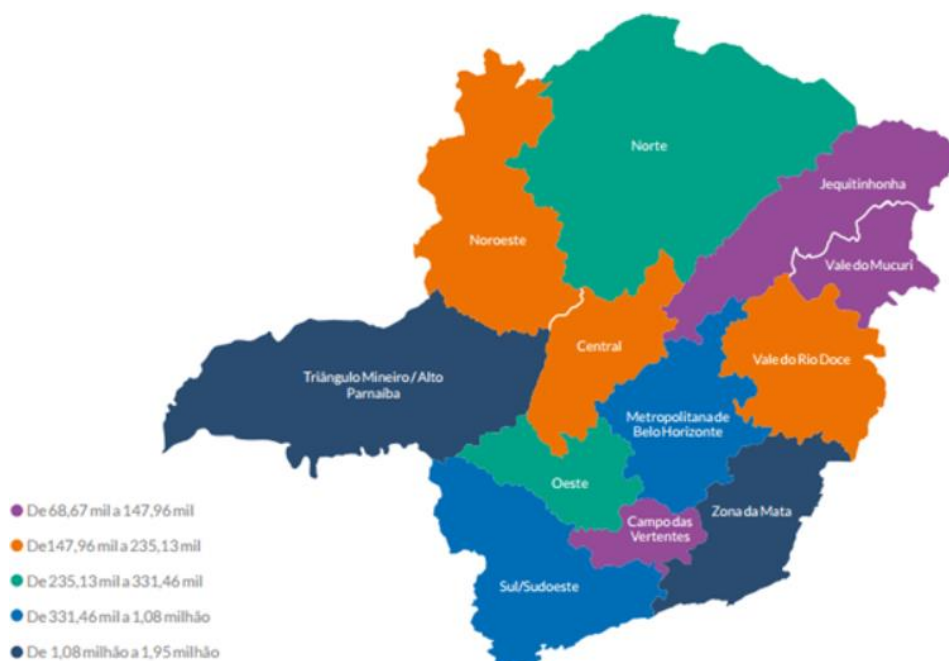 Norte
Jequitinhonha
Noroeste
Vale do Mucuri
Central
Vale do Rio Doce
Triângulo Mineiro / Alto
Parnaíba
Metropolitana de
Belo Horizonte
Oeste
Zona da Mata
Campo das
Vertentes
Sul/Sudoeste
De 68,67 mil a 147,96 mil
De 147,96 mil a 235,13 mil
De 235,13 mil a 331,46 mil
De 331,46 mil a 1,08 milhão
De 1,08 milhão a 1,95 milhão